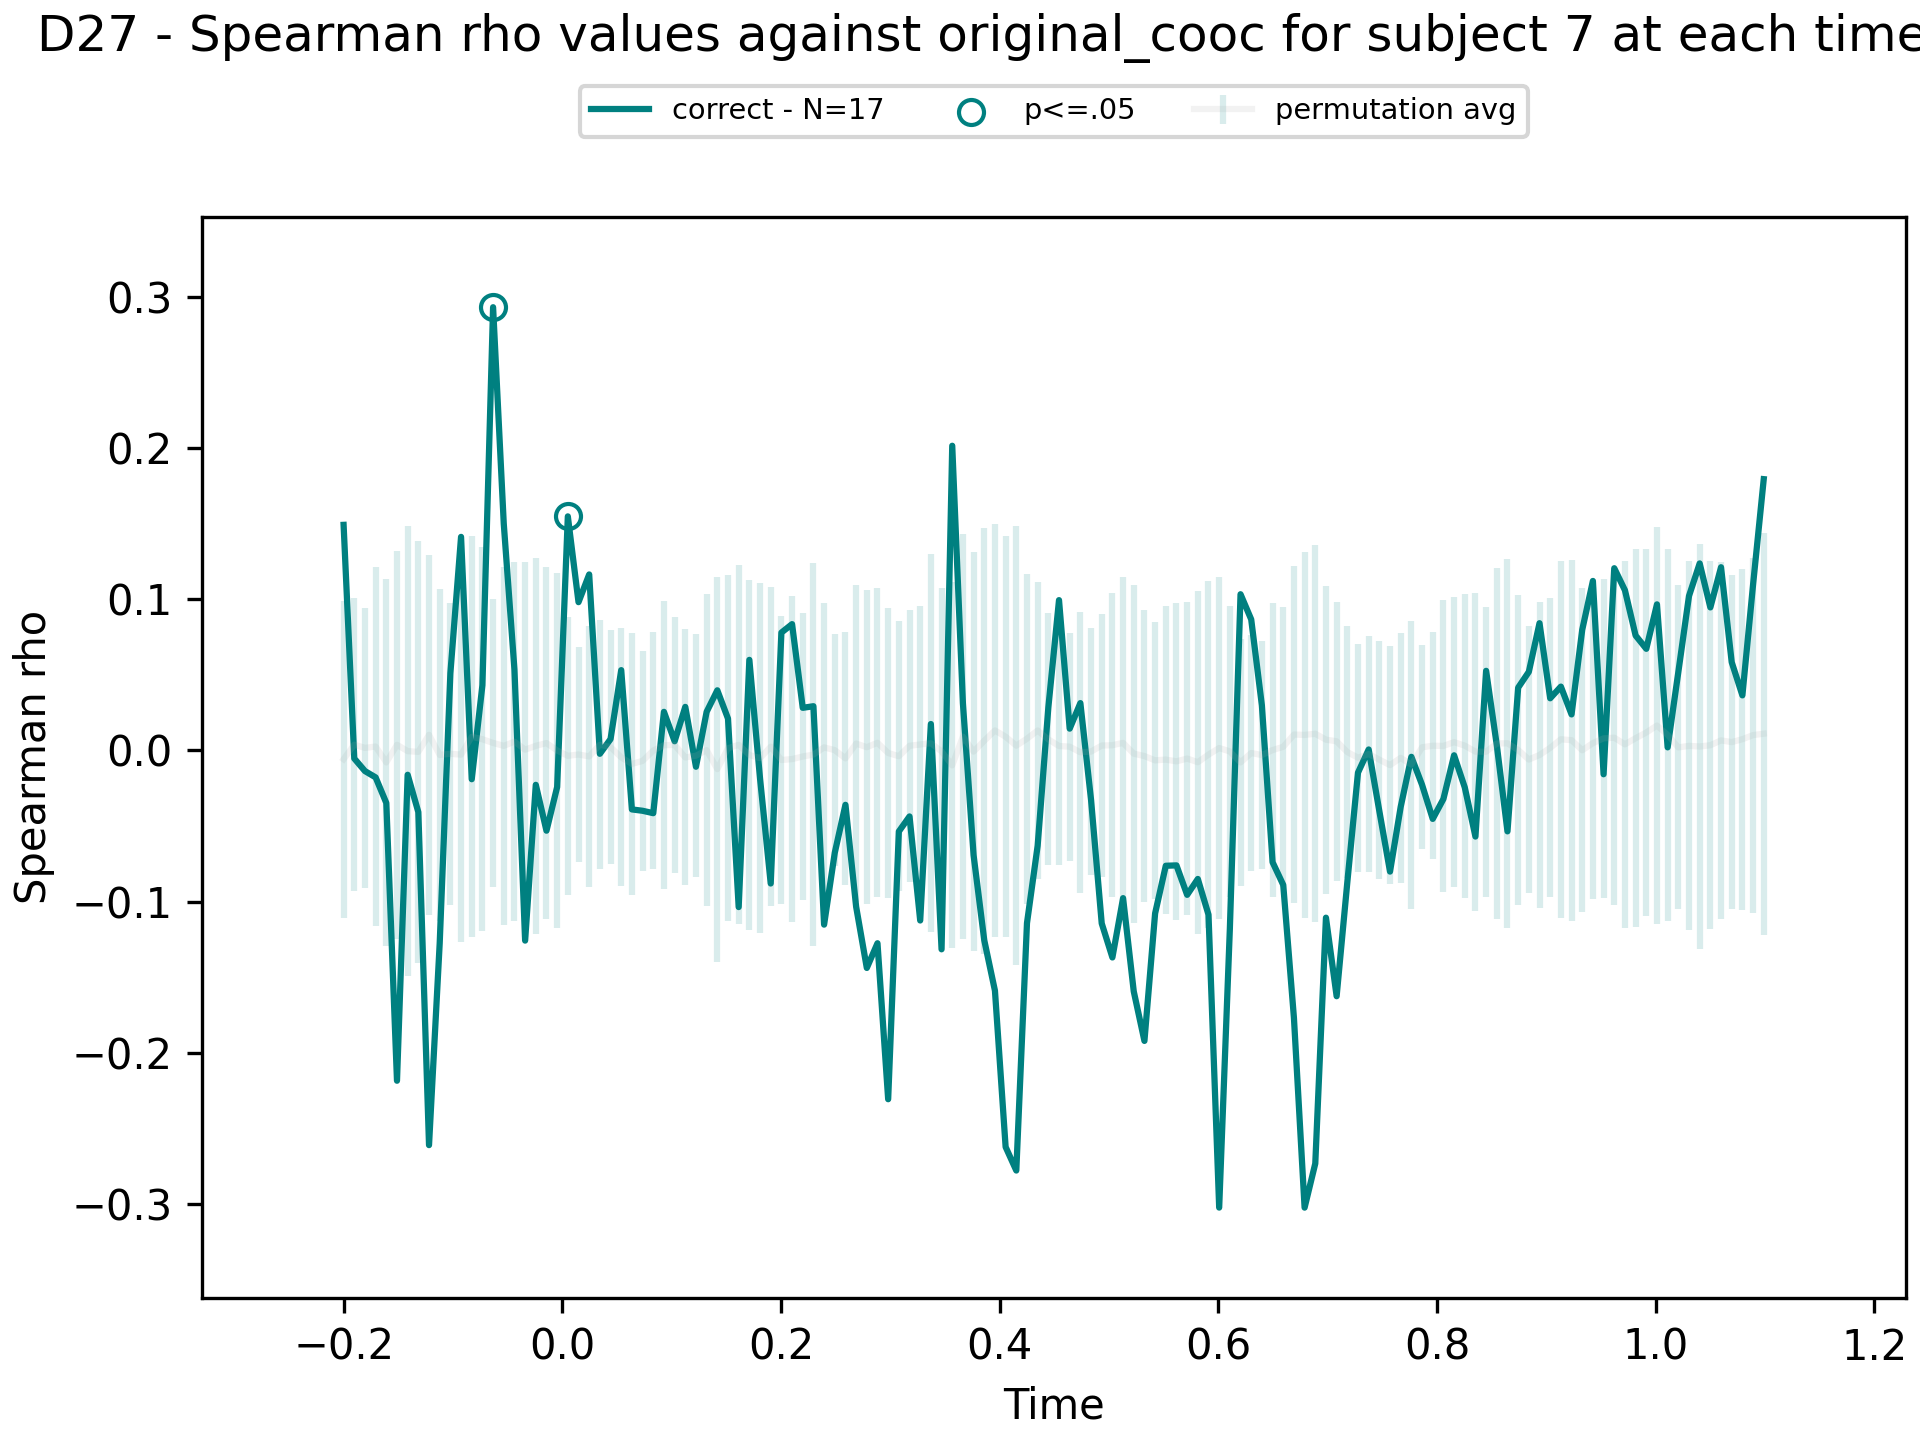 D27 - Spearman rho values against original_cooc for subject 7 at each time
correct - N=17 p<=.05 permutation avg
0.3
0.2
0.1
0.0
−0.1
−0.2
−0.3
Spearman rho
−0.2 0.0 0.2 0.4 0.6 0.8 1.0 1.2
Time